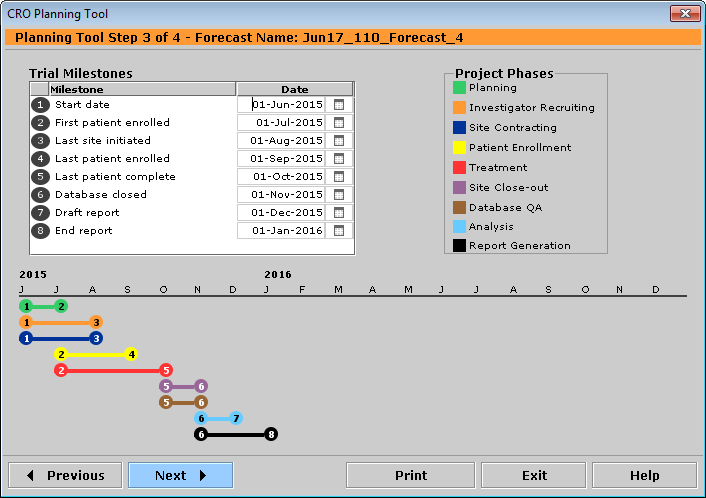 CRO Planning Tool
Planning Tool Step 3 of 4 - Forecast Name: Jun17_110_Forecast_4
Trial Milestones
Milestone Date
1 Start date 01-Jun-2015
2 First patient enrolled 01-Jul-2015
3 Last site initiated 01-Aug-2015
4 Last patient enrolled 01-Sep-2015
5 Last patient complete 01-Oct-2015
6 Database closed 01-Nov-2015
7 Draft report 01-Dec-2015
8 End report 01-Jan-2016
Project Phases
Planning
Investigator Recruiting
Site Contracting
Patient Enrollment
Treatment
Site Close-out
Database QA
Analysis
Report Generation
2015 2016
J J A S O N D J F M A M J J A S O N D
1 2
1 3
1 3
2 4
2 5
5 6
5 6
6 7
6 8
Previous Next Print Exit Help